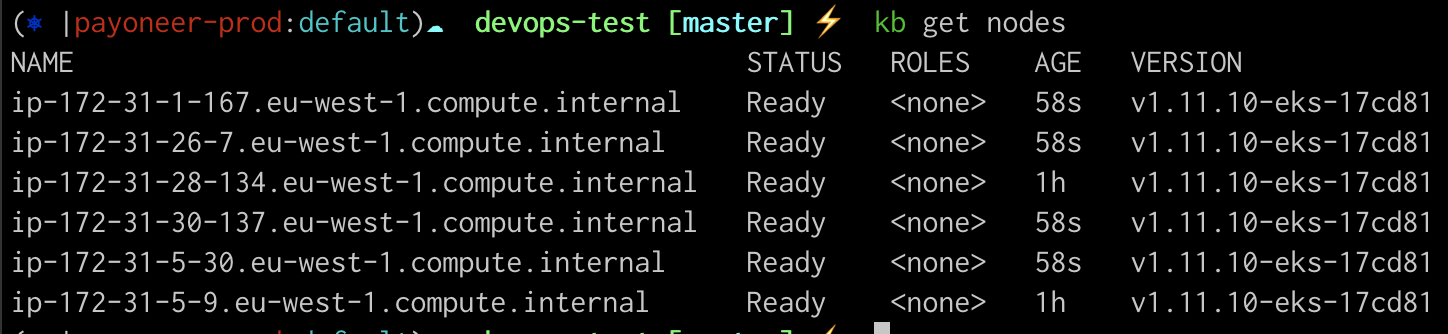 (⎈ |payoneer-prod:default)☁ devops-test [master] ⚡ kb get nodes
NAME STATUS ROLES AGE VERSION
ip-172-31-1-167.eu-west-1.compute.internal Ready <none> 58s v1.11.10-eks-17cd81
ip-172-31-26-7.eu-west-1.compute.internal Ready <none> 58s v1.11.10-eks-17cd81
ip-172-31-28-134.eu-west-1.compute.internal Ready <none> 1h v1.11.10-eks-17cd81
ip-172-31-30-137.eu-west-1.compute.internal Ready <none> 58s v1.11.10-eks-17cd81
ip-172-31-5-30.eu-west-1.compute.internal Ready <none> 58s v1.11.10-eks-17cd81
ip-172-31-5-9.eu-west-1.compute.internal Ready <none> 1h v1.11.10-eks-17cd81